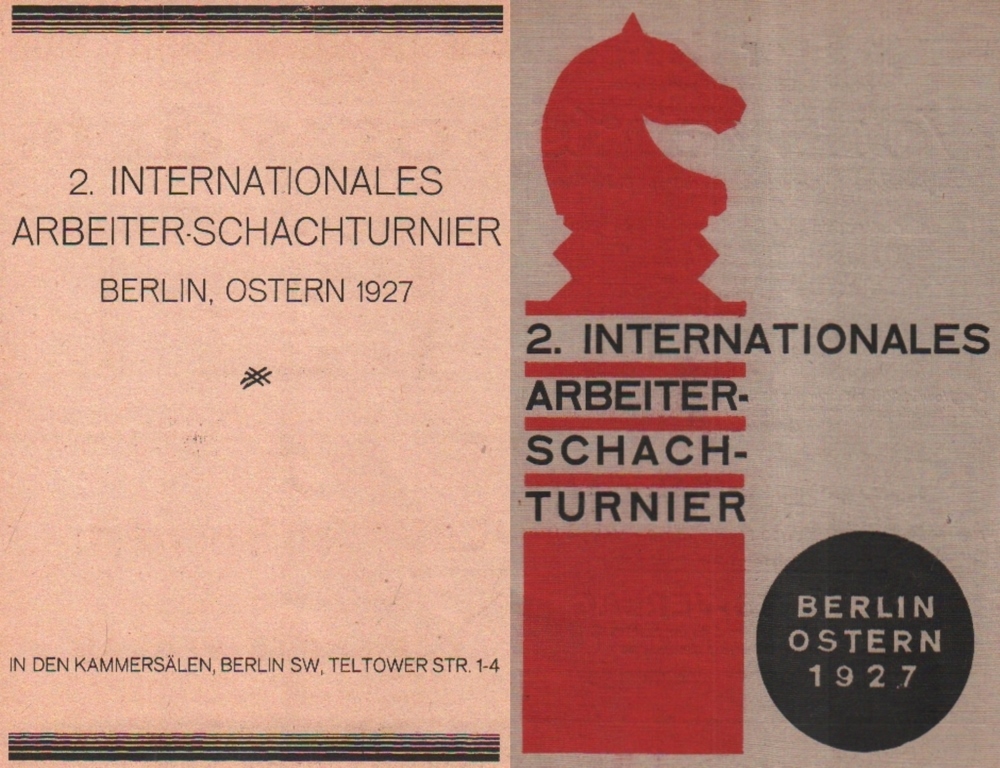 2. INTERNATIONALES
ARBEITER-SCHACHTURNIER
BERLIN, OSTERN 1927
IN DEN KAMMERSÄLEN, BERLIN SW, TELTOWER STR. 1-4
2. INTERNATIONALES
ARBEITER-
SCHACH-
TURNIER
BERLIN
OSTERN
1927